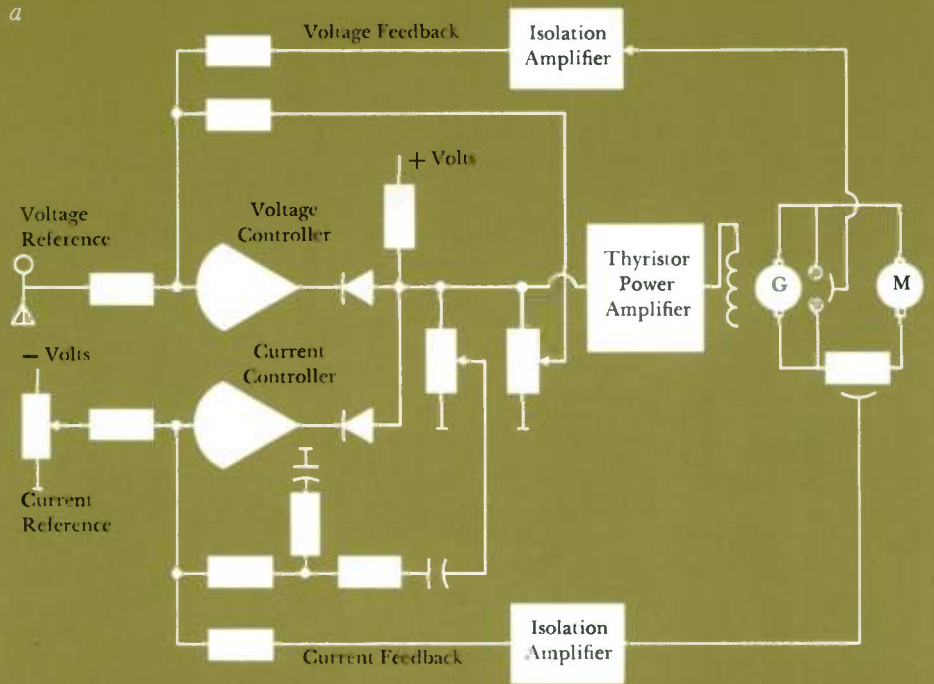 a
Voltage Feedback
Isolation
Amplifier
+ Volts
Voltage
Reference
Voltage
Controller
Thyristor
Power
Amplifier
G
M
− Volts
Current
Controller
Current
Reference
Current Feedback
Isolation
Amplifier